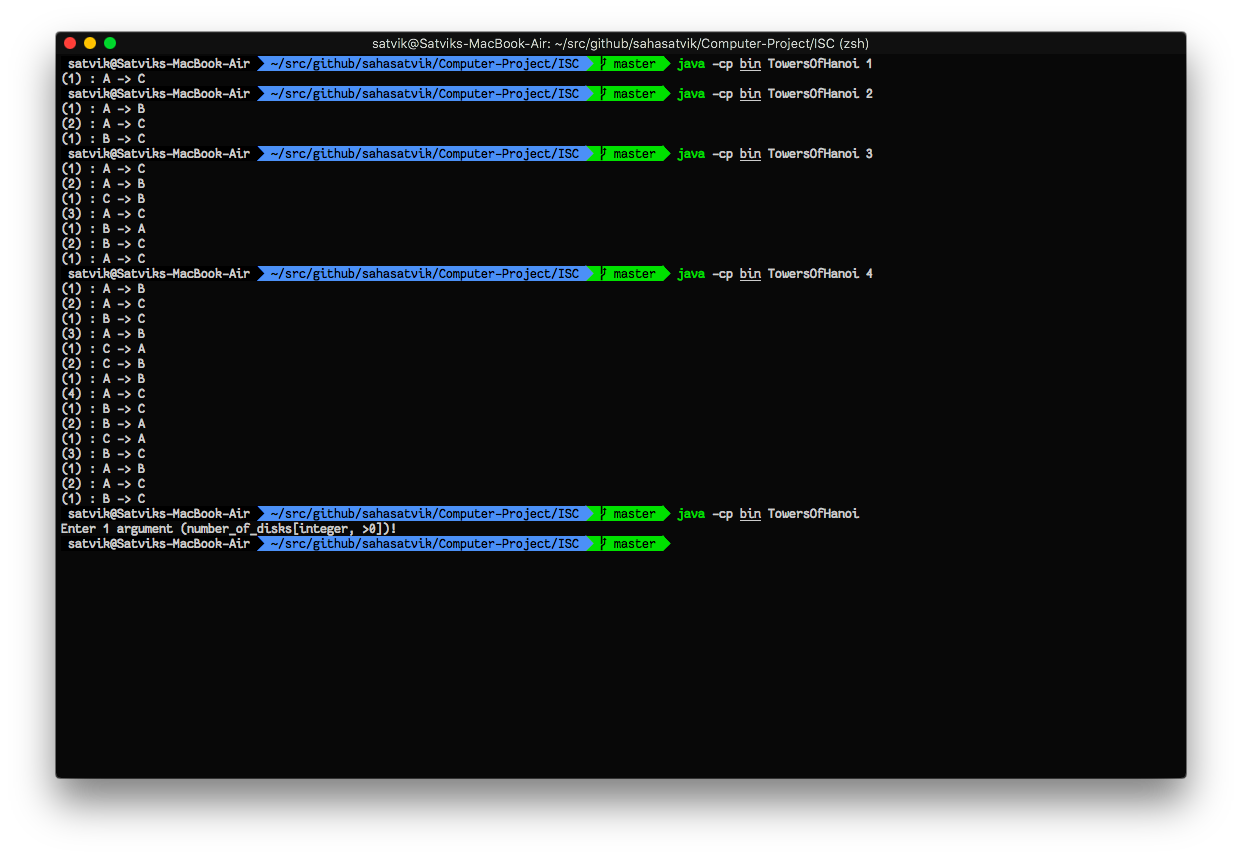 satvik@Satviks-MacBook-Air: ~/src/github/sahasatvik/Computer-Project/ISC (zsh)
satvik@Satviks-MacBook-Air ~/src/github/sahasatvik/Computer-Project/ISC master java -cp bin TowersOfHanoi 1
(1) : A -> C
satvik@Satviks-MacBook-Air ~/src/github/sahasatvik/Computer-Project/ISC master java -cp bin TowersOfHanoi 2
(1) : A -> B
(2) : A -> C
(1) : B -> C
satvik@Satviks-MacBook-Air ~/src/github/sahasatvik/Computer-Project/ISC master java -cp bin TowersOfHanoi 3
(1) : A -> C
(2) : A -> B
(1) : C -> B
(3) : A -> C
(1) : B -> A
(2) : B -> C
(1) : A -> C
satvik@Satviks-MacBook-Air ~/src/github/sahasatvik/Computer-Project/ISC master java -cp bin TowersOfHanoi 4
(1) : A -> B
(2) : A -> C
(1) : B -> C
(3) : A -> B
(1) : C -> A
(2) : C -> B
(1) : A -> B
(4) : A -> C
(1) : B -> C
(2) : B -> A
(1) : C -> A
(3) : B -> C
(1) : A -> B
(2) : A -> C
(1) : B -> C
satvik@Satviks-MacBook-Air ~/src/github/sahasatvik/Computer-Project/ISC master java -cp bin TowersOfHanoi
Enter 1 argument (number_of_disks[integer, >0])!
satvik@Satviks-MacBook-Air ~/src/github/sahasatvik/Computer-Project/ISC master